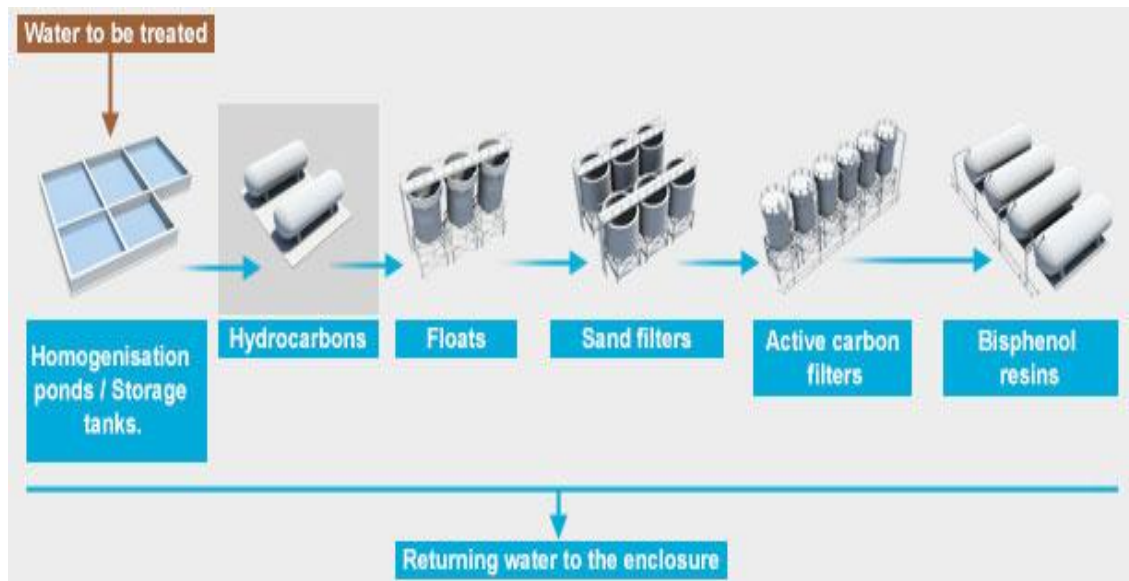 Water to be treated
Homogenisation
ponds / Storage
tanks.
Hydrocarbons
Floats
Sand filters
Active carbon
filters
Bisphenol
resins
Returning water to the enclosure